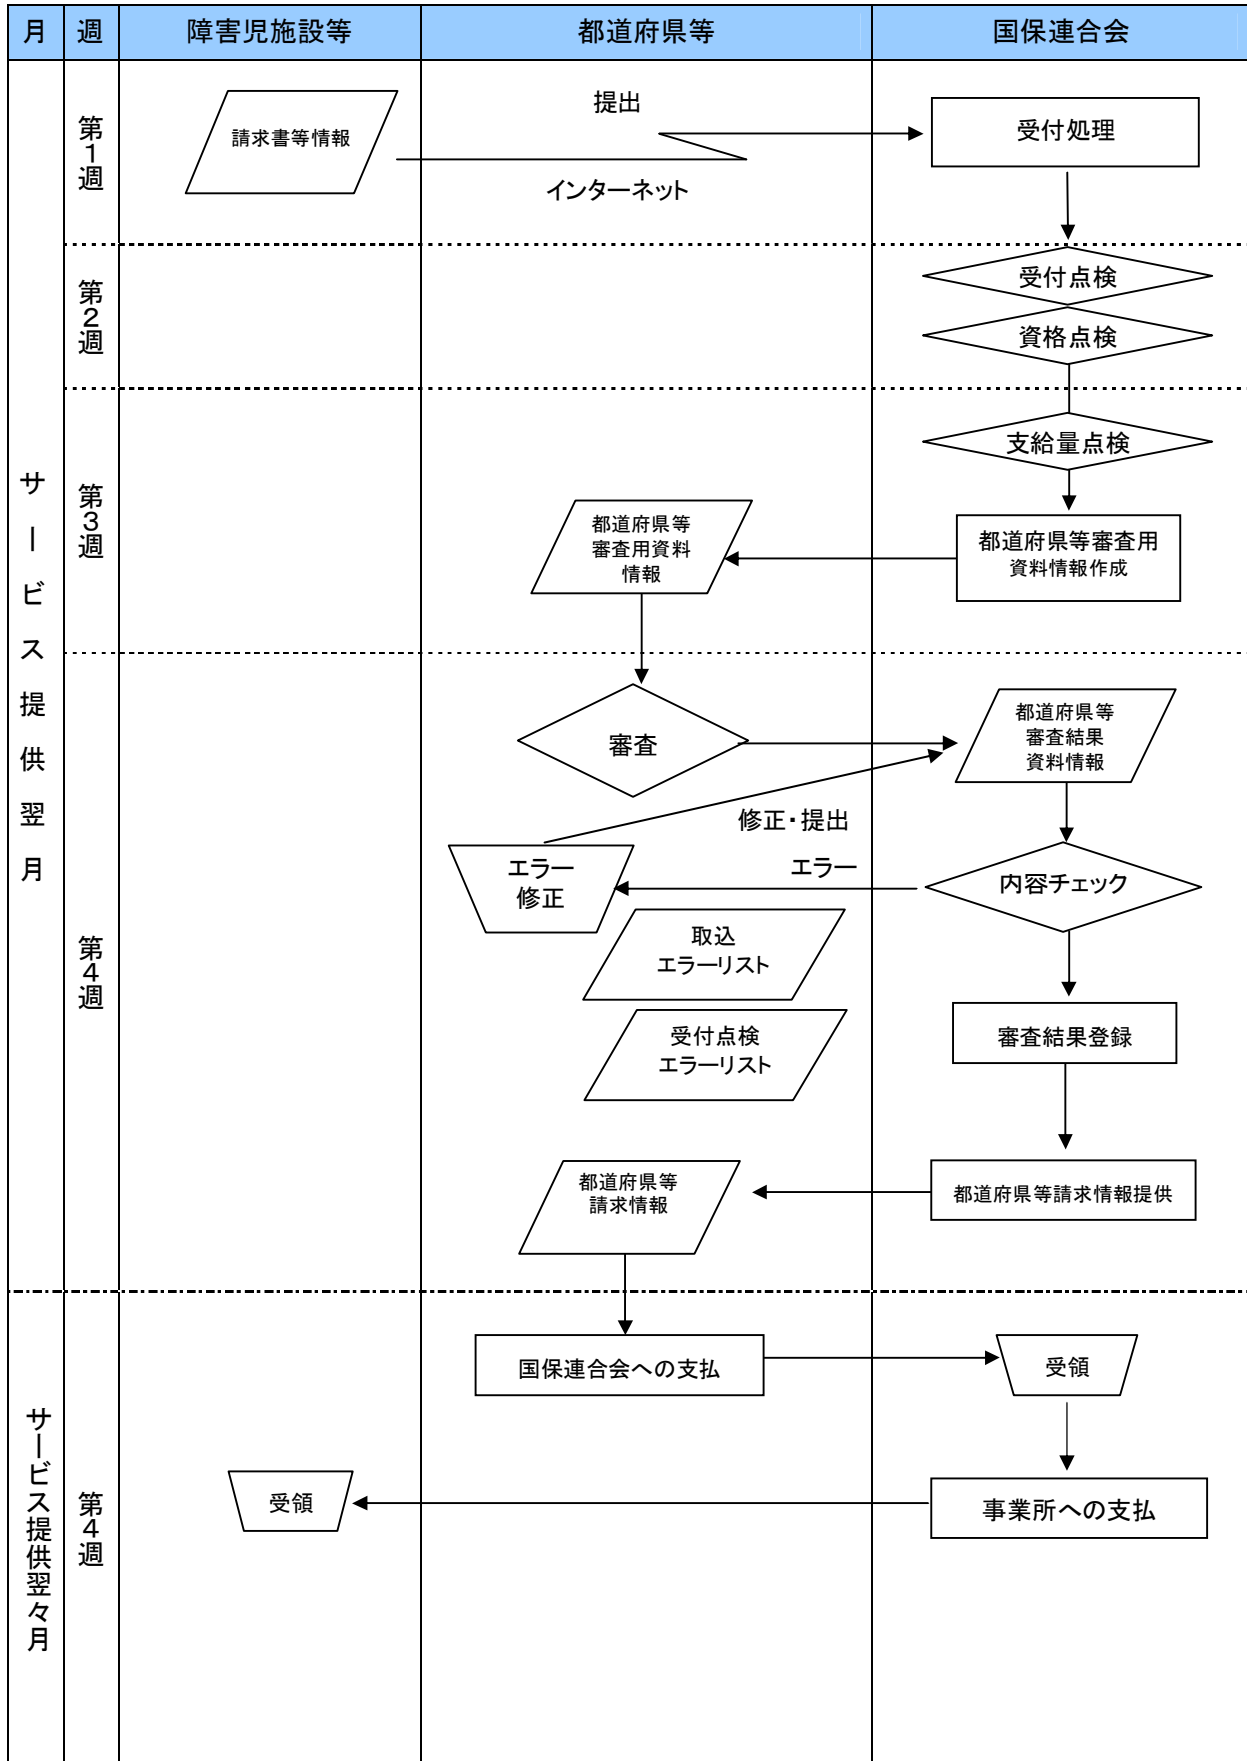 月 週 障害児施設等 都道府県等 国保連合会
サービス提供翌月
第1週
請求書等情報
提出
インターネット
受付処理
第2週
受付点検
資格点検
第3週
支給量点検
都道府県等
審査用資料
情報
都道府県等審査用
資料情報作成
第4週
審査
都道府県等
審査結果
資料情報
修正・提出
エラー
修正
エラー
内容チェック
取込
エラーリスト
受付点検
エラーリスト
審査結果登録
都道府県等
請求情報
都道府県等請求情報提供
サービス提供翌々月
第4週
国保連合会への支払
受領
受領
事業所への支払